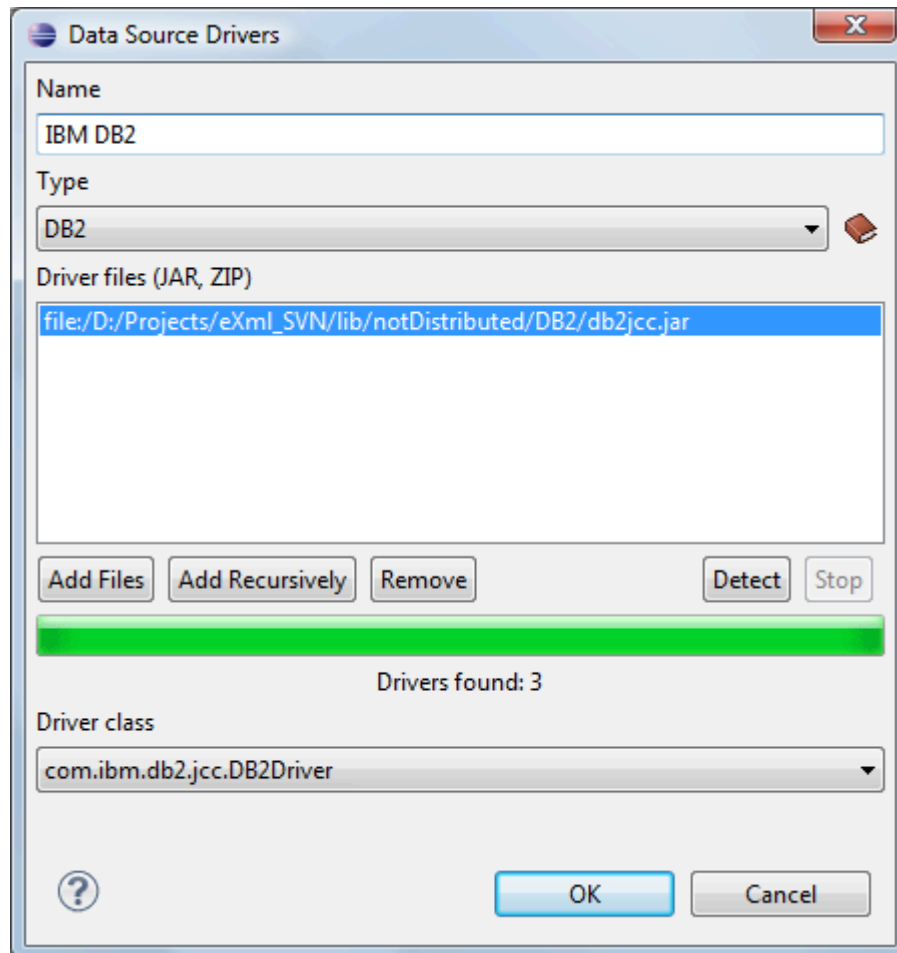 Data Source Drivers
Name
IBM DB2
Type
DB2
Driver files (JAR, ZIP)
file:/D:/Projects/eXml_SVN/lib/notDistributed/DB2/db2jcc.jar
Add Files Add Recursively Remove Detect Stop
Drivers found: 3
Driver class
com.ibm.db2.jcc.DB2Driver
? OK Cancel